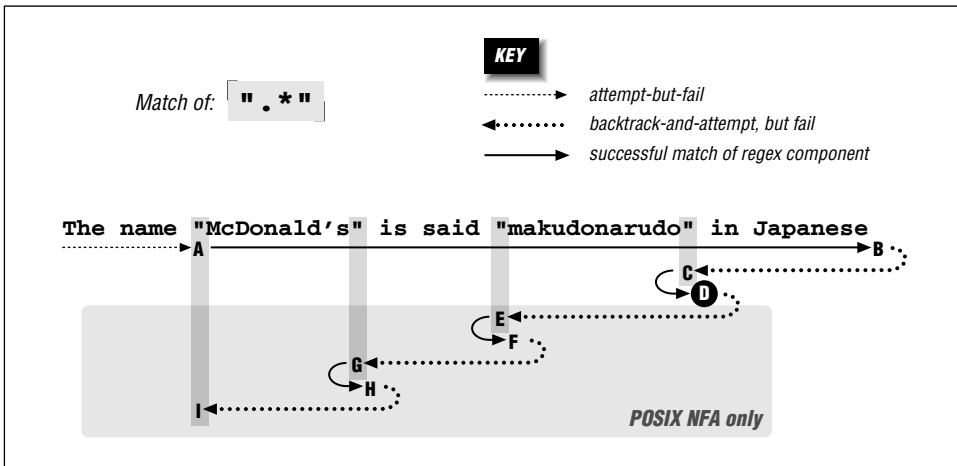 KEY
Match of: ".*"
attempt-but-fail
backtrack-and-attempt, but fail
successful match of regex component
The name "McDonald's" is said "makudonarudo" in Japanese
A B
C
D
E
F
G
H
I
POSIX NFA only